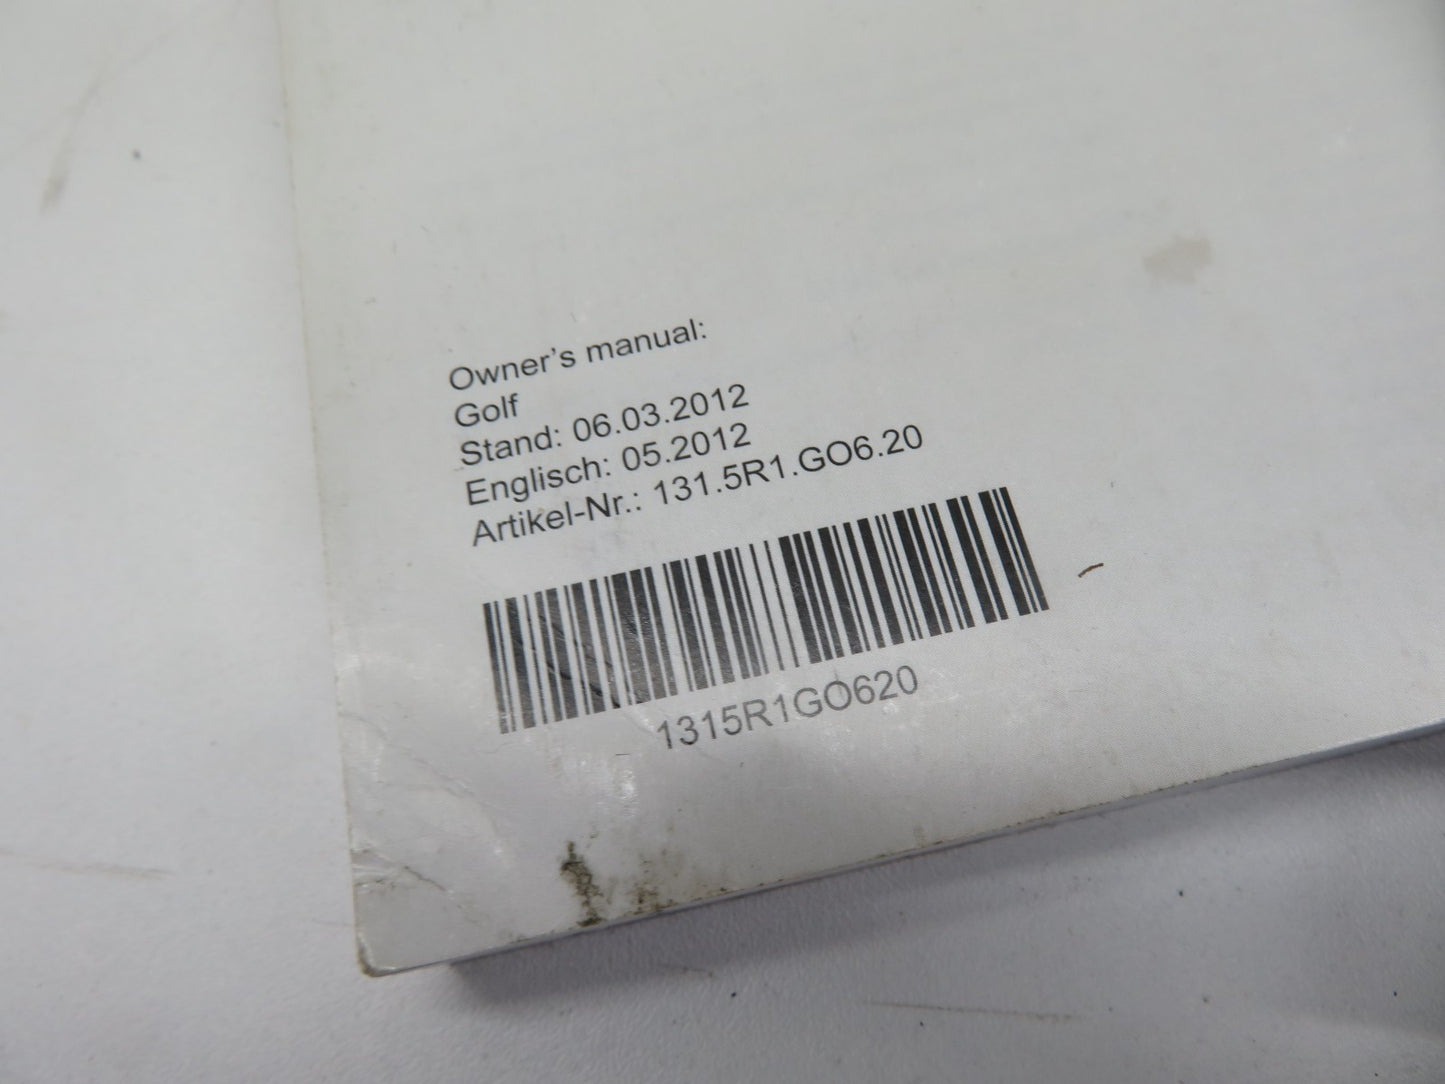 Owner's manual:
Golf
Stand: 06.03.2012
Englisch: 05.2012
Artikel-Nr.: 131.5R1.GO6.20
1315R1GO620